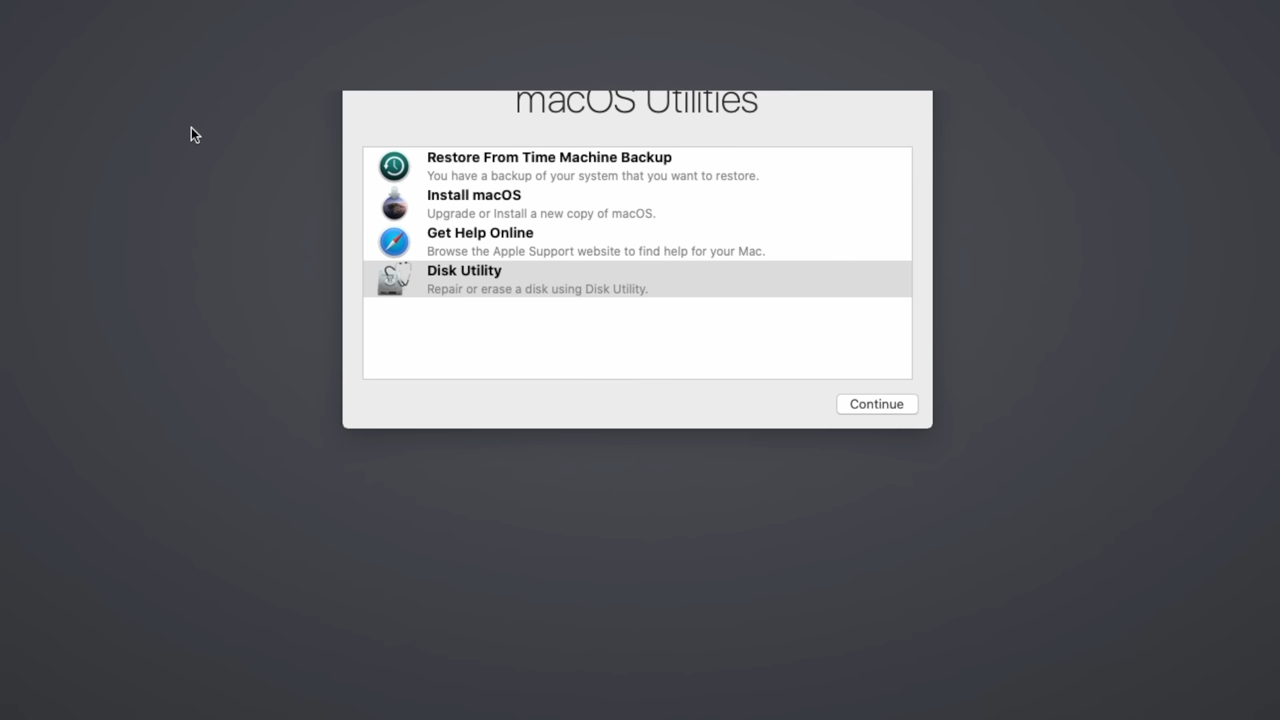 macOS Utilities
Restore From Time Machine Backup
You have a backup of your system that you want to restore.
Install macOS
Upgrade or Install a new copy of macOS.
Get Help Online
Browse the Apple Support website to find help for your Mac.
Disk Utility
Repair or erase a disk using Disk Utility.
Continue